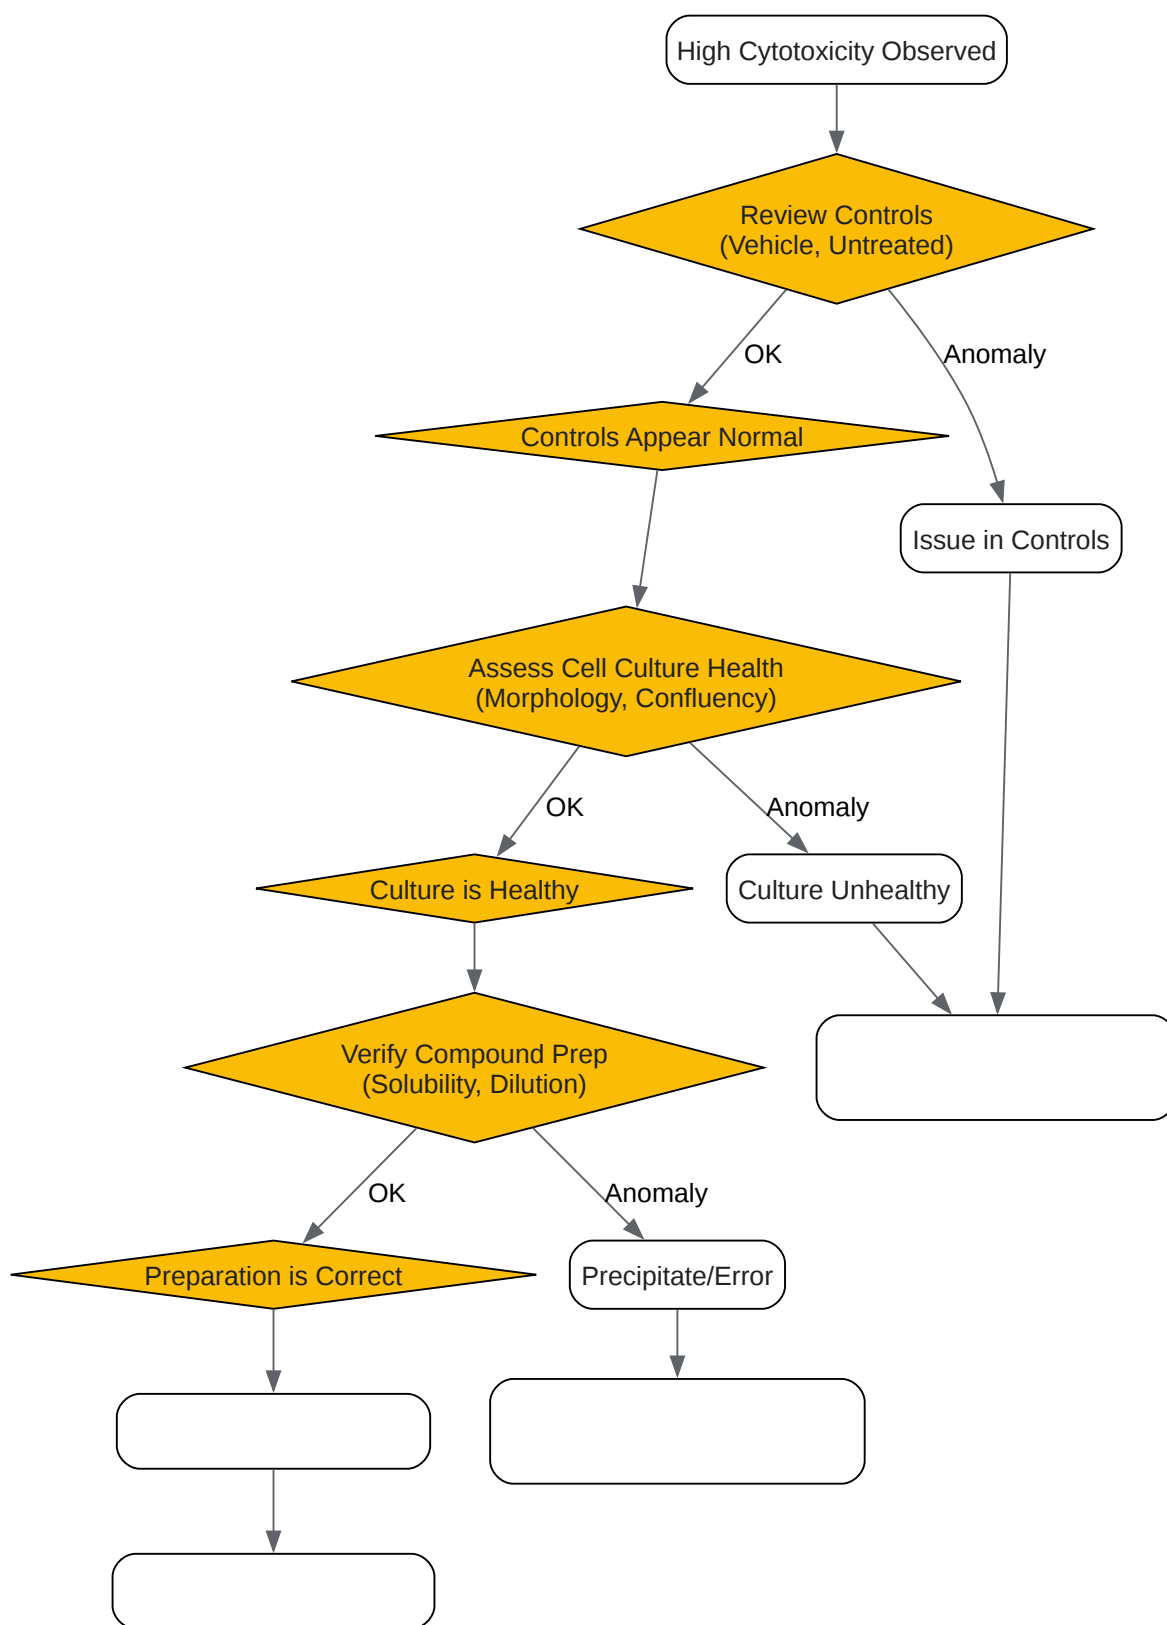 High Cytotoxicity Observed
Review Controls
(Vehicle, Untreated)
OK
Anomaly
Controls Appear Normal
Issue in Controls
Assess Cell Culture Health
(Morphology, Confluency)
OK
Anomaly
Culture is Healthy
Culture Unhealthy
Verify Compound Prep
(Solubility, Dilution)
OK
Anomaly
Preparation is Correct
Precipitate/Error